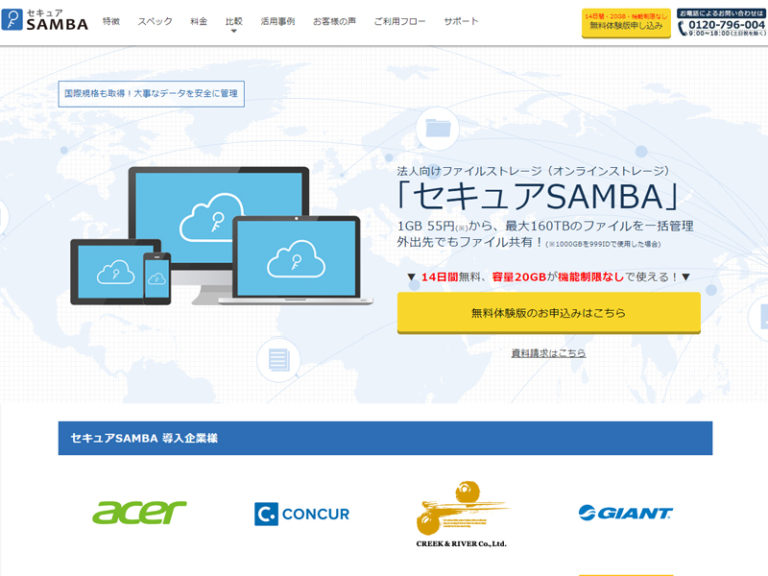 セキュア
SAMBA
特徴
スペック
料金
比較
活用事例
お客様の声
ご利用フロー
サポート
14日間・20GB・機能制限なし
無料体験版申し込み
お電話によるお問い合わせは
0120-796-004
9:00~18:00(土日祝を除く)
国際規格も取得!大事なデータを安全に管理
法人向けファイルストレージ(オンラインストレージ)
「セキュアSAMBA」
1GB 55円(※)から、最大160TBのファイルを一括管理
外出先でもファイル共有!(※1000GBを999IDで使用した場合)
▼ 14日間無料、容量20GBが機能制限なしで使える!▼
無料体験版のお申込みはこちら
資料請求はこちら
セキュアSAMBA 導入企業様
acer
C. CONCUR
CREEK & RIVER Co., Ltd.
GIANT